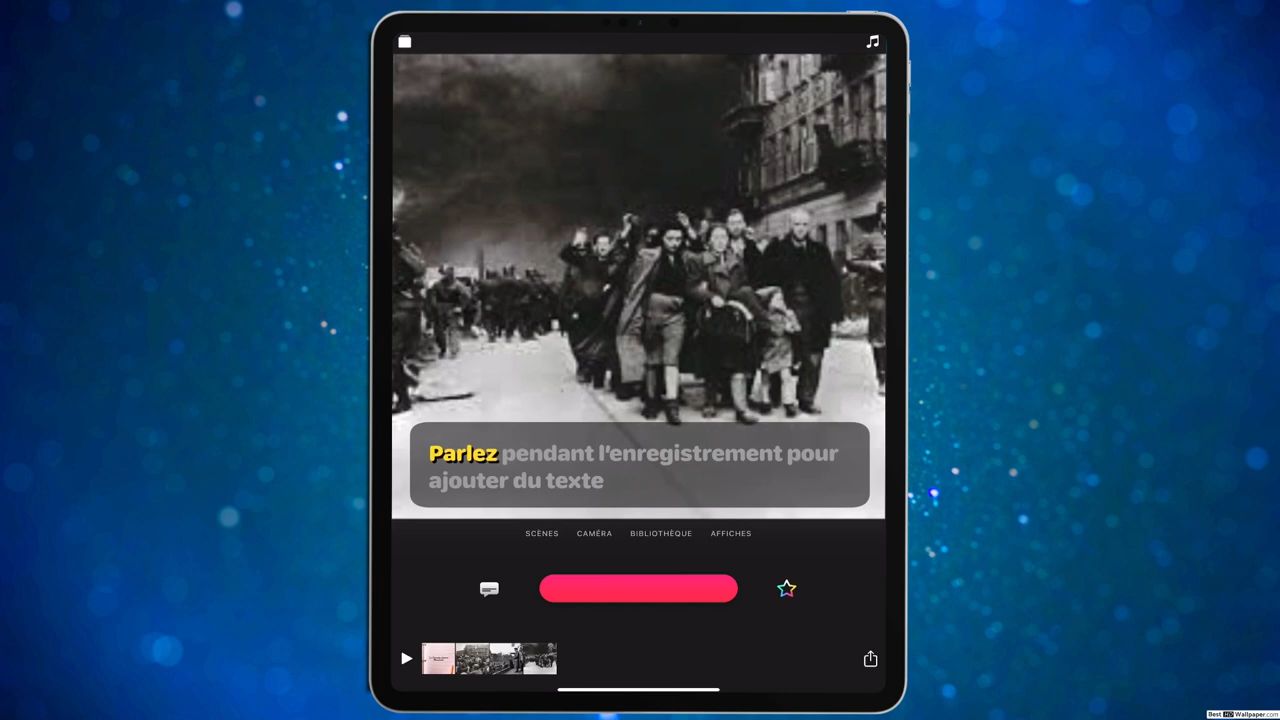 Parlez pendant l'enregistrement pour
ajouter du texte
SCÈNES CAMÉRA BIBLIOTHÈQUE AFFICHES
Best HD Wallpaper.com